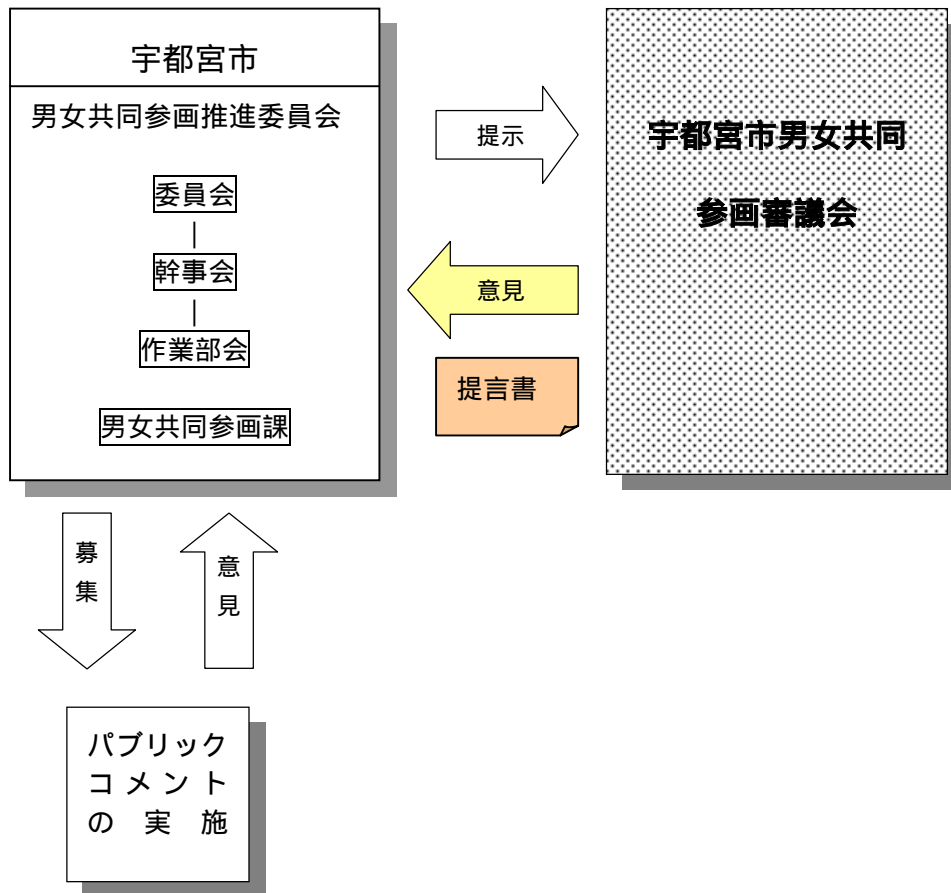 宇都宮市
男女共同参画推進委員会
委員会
幹事会
作業部会
男女共同参画課
提示
意見
提言書
宇都宮市男女共同
参画審議会
募
集
意
見
パブリック
コメント
の実施